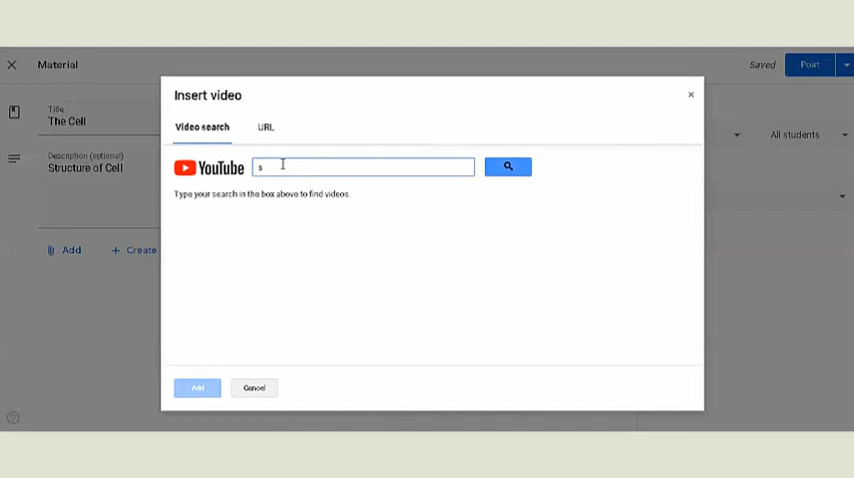 Material
Saved
Post
Title
The Cell
Description (optional)
Structure of Cell
All students
Add
Create
Insert video
Video search
URL
YouTube
s
Type your search in the box above to find videos.
Add
Cancel